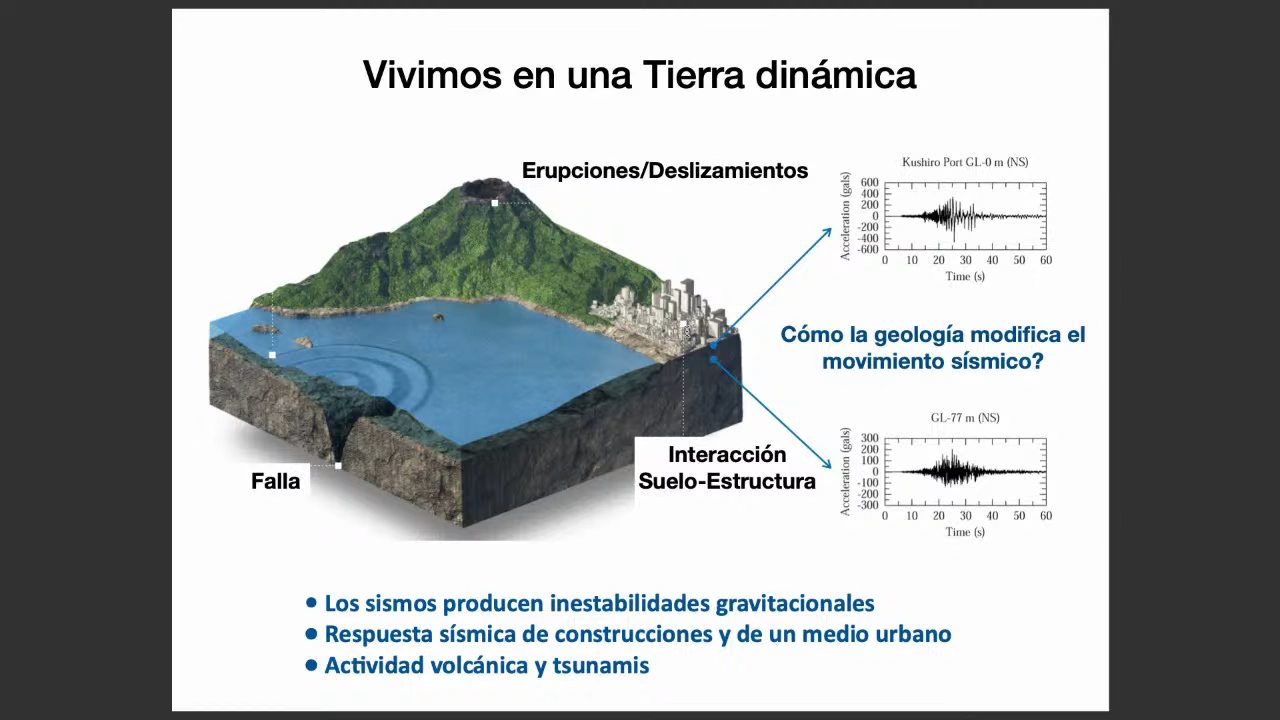 Vivimos en una Tierra dinámica
Erupciones/Deslizamientos
Kushiro Port GL-0 m (NS)
Acceleration (gals)
600
400
200
0
-200
-400
-600
0 10 20 30 40 50 60
Time (s)
Cómo la geología modifica el
movimiento sísmico?
GL-77 m (NS)
Acceleration (gals)
300
200
100
0
-100
-200
-300
0 10 20 30 40 50 60
Time (s)
Falla
Interacción
Suelo-Estructura
• Los sismos producen inestabilidades gravitacionales
• Respuesta sísmica de construcciones y de un medio urbano
• Actividad volcánica y tsunamis